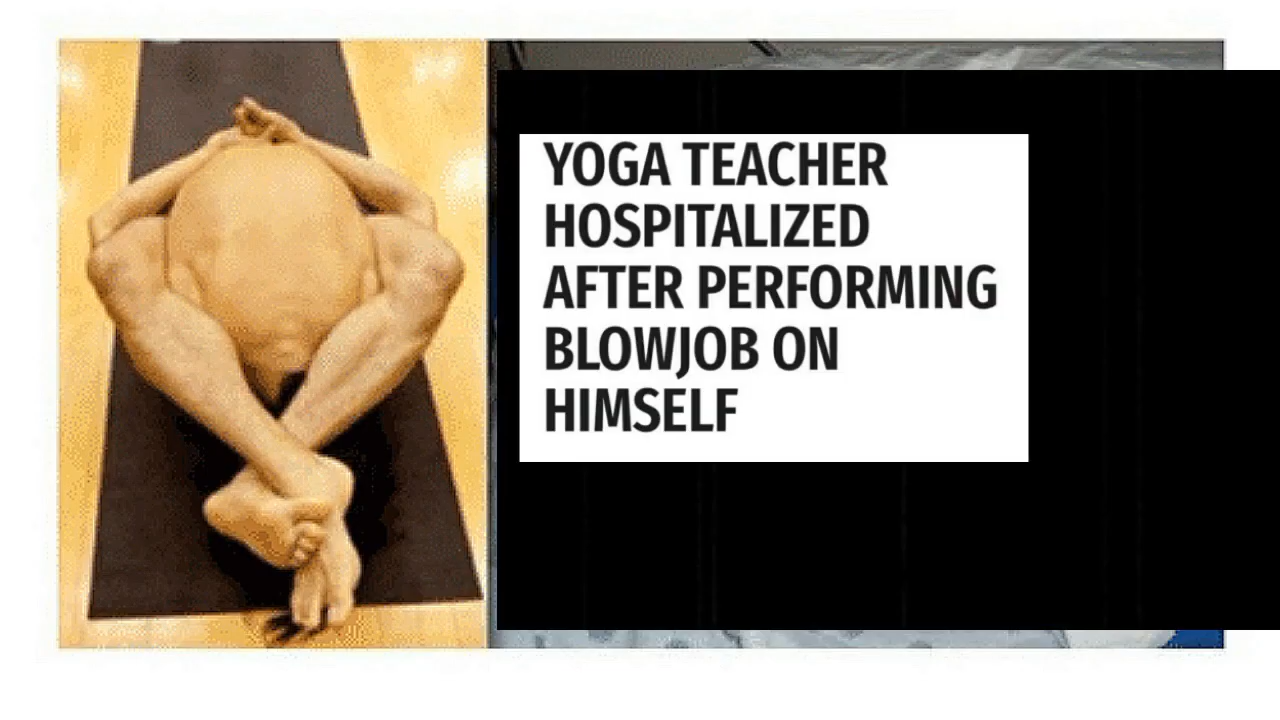 YOGA TEACHER
HOSPITALIZED
AFTER PERFORMING
BLOWJOB ON
HIMSELF